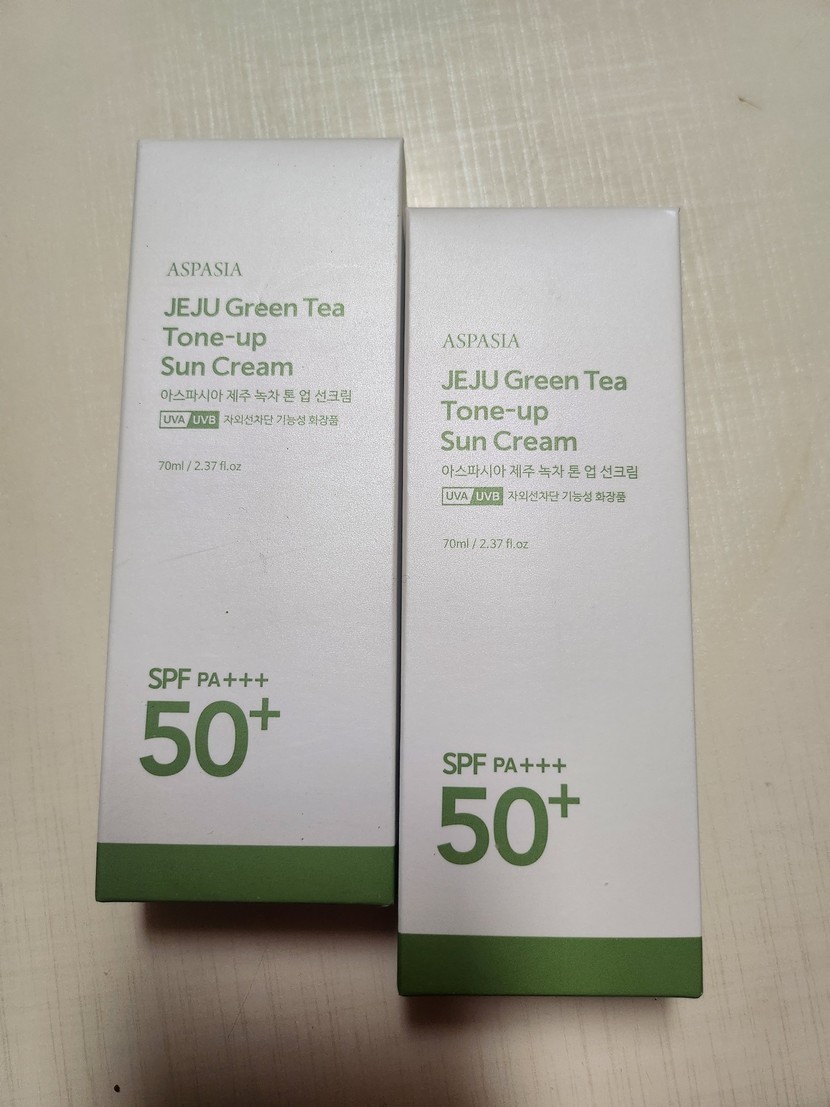 ASPASIA
JEJU Green Tea
Tone-up
Sun Cream
아스파시아 제주 녹차 톤 업 선크림
UVA UVB 자외선차단 기능성 화장품
70ml / 2.37 fl.oz
SPF PA+++
50+
ASPASIA
JEJU Green Tea
Tone-up
Sun Cream
아스파시아 제주 녹차 톤 업 선크림
UVA UVB 자외선차단 기능성 화장품
70ml / 2.37 fl.oz
SPF PA+++
50+